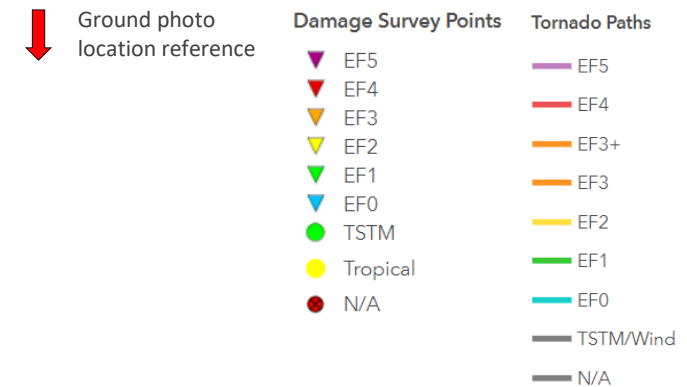 Ground photo
location reference
Damage Survey Points
EF5
EF4
EF3
EF2
EF1
EF0
TSTM
Tropical
N/A
Tornado Paths
EF5
EF4
EF3+
EF3
EF2
EF1
EF0
TSTM/Wind
N/A